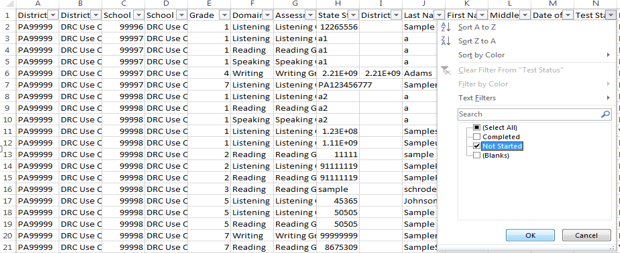 A B C D E F G H I J K L M N
1 District District School School Grade Domain Assess State St District Last Na First Na Middle Date of Test Sta
2 PA99999 DRC Use C 99996 DRC Use C 1 Listening Listening 12265556 Sample
3 PA99999 DRC Use C 99997 DRC Use C 1 Listening Listening a1 a
4 PA99999 DRC Use C 99997 DRC Use C 1 Reading Reading G a1 a
5 PA99999 DRC Use C 99997 DRC Use C 1 Speaking Speaking a1 a
6 PA99999 DRC Use C 99997 DRC Use C 4 Writing Writing Gr 2.21E+09 2.21E+09 Adams
7 PA99999 DRC Use C 99998 DRC Use C 1 Listening Listening PA123456777 Sample
8 PA99999 DRC Use C 99998 DRC Use C 1 Listening Listening a2 a
9 PA99999 DRC Use C 99998 DRC Use C 1 Reading Reading G a2 a
10 PA99999 DRC Use C 99998 DRC Use C 1 Speaking Speaking a2 a
11 PA99999 DRC Use C 99998 DRC Use C 1 Listening Listening 1.23E+08 Sample
12 PA99999 DRC Use C 99998 DRC Use C 1 Listening Listening 1.11E+09 Sample
13 PA99999 DRC Use C 99998 DRC Use C 2 Reading Reading G 11111 sample
14 PA99999 DRC Use C 99998 DRC Use C 2 Listening Listening 91111119 Sample
15 PA99999 DRC Use C 99998 DRC Use C 2 Reading Reading G 91111119 Sample
16 PA99999 DRC Use C 99998 DRC Use C 3 Reading Reading G sample schrode
17 PA99999 DRC Use C 99998 DRC Use C 5 Listening Listening 45365 Johnson
18 PA99999 DRC Use C 99998 DRC Use C 5 Listening Listening 50505 Sample
19 PA99999 DRC Use C 99998 DRC Use C 5 Reading Reading G 50505 Sample
20 PA99999 DRC Use C 99998 DRC Use C 7 Writing Writing Gr 99999999 Sample
21 PA99999 DRC Use C 99998 DRC Use C 7 Reading Reading G 8675309 SampleS
Sort A to Z
Sort Z to A
Sort by Color
Clear Filter From "Test Status"
Filter by Color
Text Filters
Search
(Select All)
Completed
Not Started
(Blanks)
OK Cancel